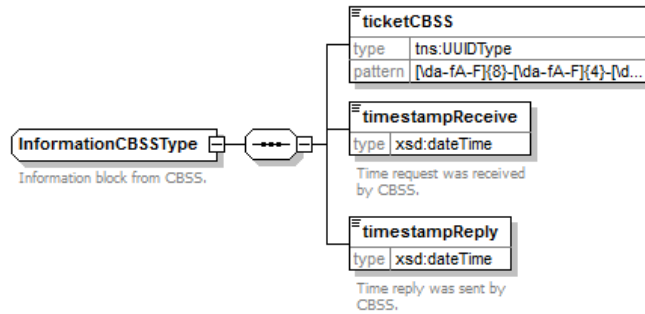 ticketCBSS
type tns:UUIDType
pattern [\da-fA-F]{8}-[\da-fA-F]{4}-[\d...
timestampReceive
type xsd:dateTime
Time request was received
by CBSS.
InformationCBSSType
Information block from CBSS.
timestampReply
type xsd:dateTime
Time reply was sent by
CBSS.